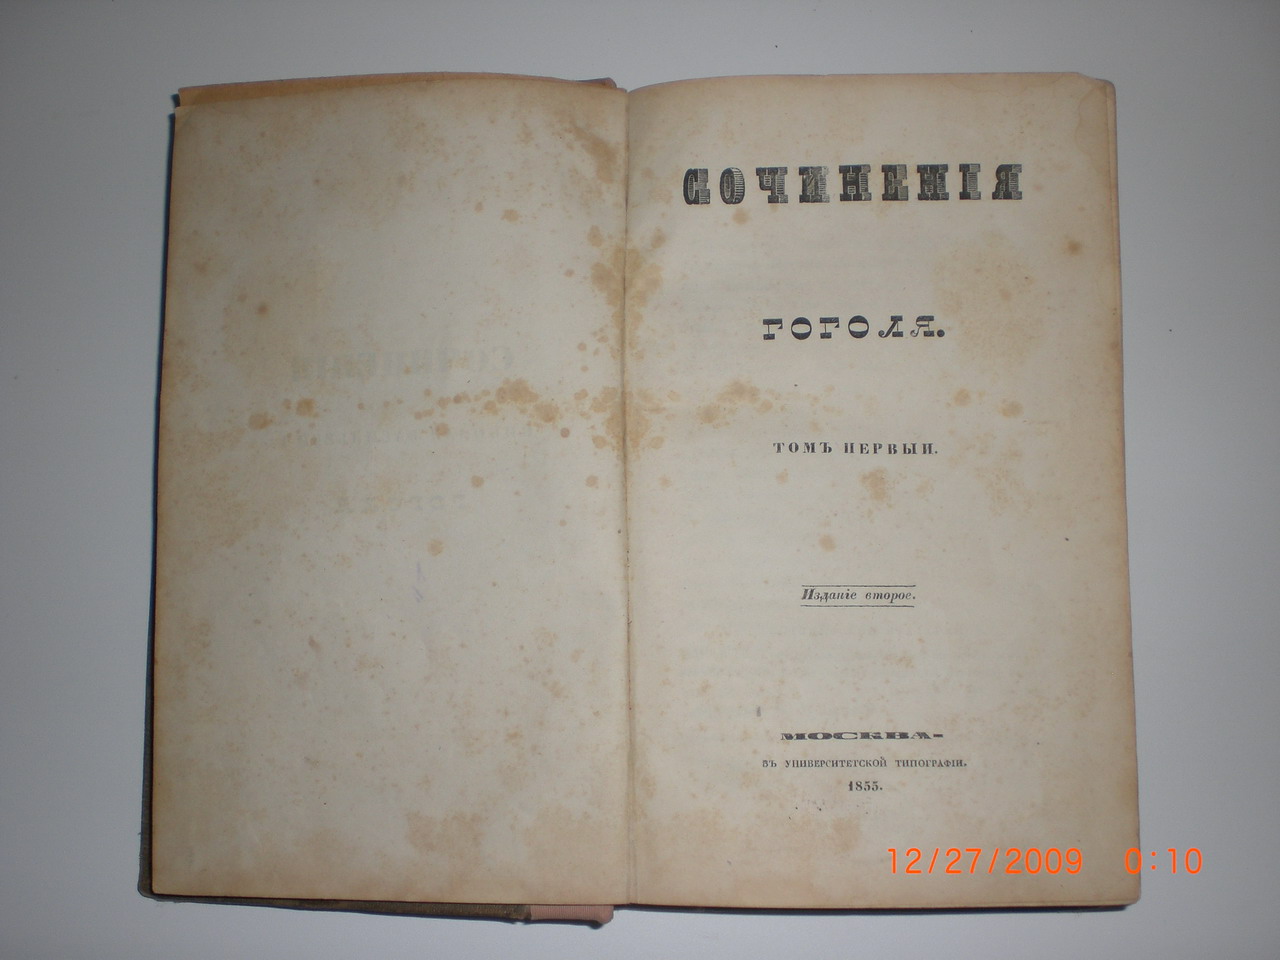 СОЧИНЕНІЯ
ГОГОЛЯ.
ТОМЪ ПЕРВЫЙ.
Изданіе второе.
МОСКВА.
ВЪ УНИВЕРСИТЕТСКОЙ ТИПОГРАФІИ.
1855.
12/27/2009 0:10